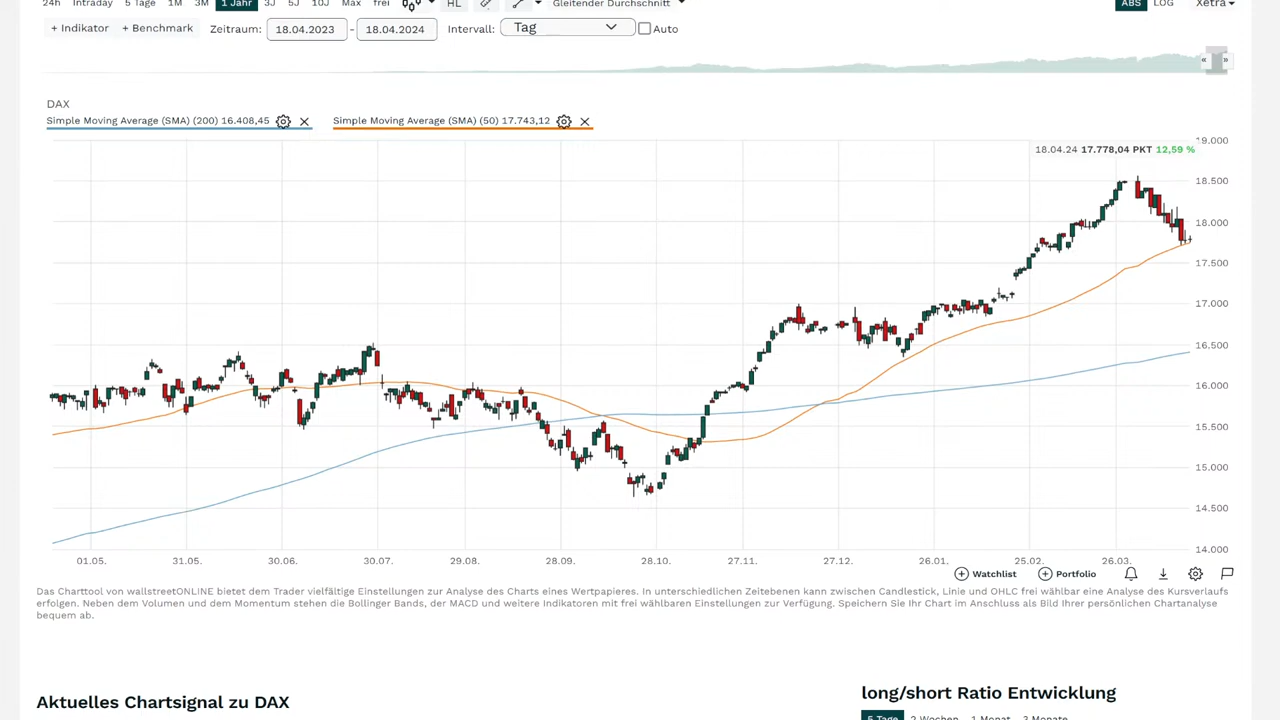 24h Intraday 5 Tage 1M 3M 1 Jahr 3J 5J 10J Max frei HL Gleitender Durchschnitt ABS LOG Xetra
+ Indikator + Benchmark Zeitraum: 18.04.2023 - 18.04.2024 Intervall: Tag Auto
DAX
Simple Moving Average (SMA) (200) 16.408,45 Simple Moving Average (SMA) (50) 17.743,12
19.000
18.04.24 17.778,04 PKT 12,59 %
18.500
18.000
17.500
17.000
16.500
16.000
15.500
15.000
14.500
14.000
01.05. 31.05. 30.06. 30.07. 29.08. 28.09. 28.10. 27.11. 27.12. 26.01. 25.02. 26.03.
Watchlist Portfolio
Das Charttool von wallstreetONLINE bietet dem Trader vielfältige Einstellungen zur Analyse des Charts eines Wertpapieres. In unterschiedlichen Zeitebenen kann zwischen Candlestick, Linie und OHLC frei wählbar eine Analyse des Kursverlaufs
erfolgen. Neben dem Volumen und dem Momentum stehen die Bollinger Bands, der MACD und weitere Indikatoren mit frei wählbaren Einstellungen zur Verfügung. Speichern Sie Ihr Chart im Anschluss als Bild Ihrer persönlichen Chartanalyse
bequem ab.
Aktuelles Chartsignal zu DAX
long/short Ratio Entwicklung
5 Tage 2 Wochen 1 Monat 3 Monate